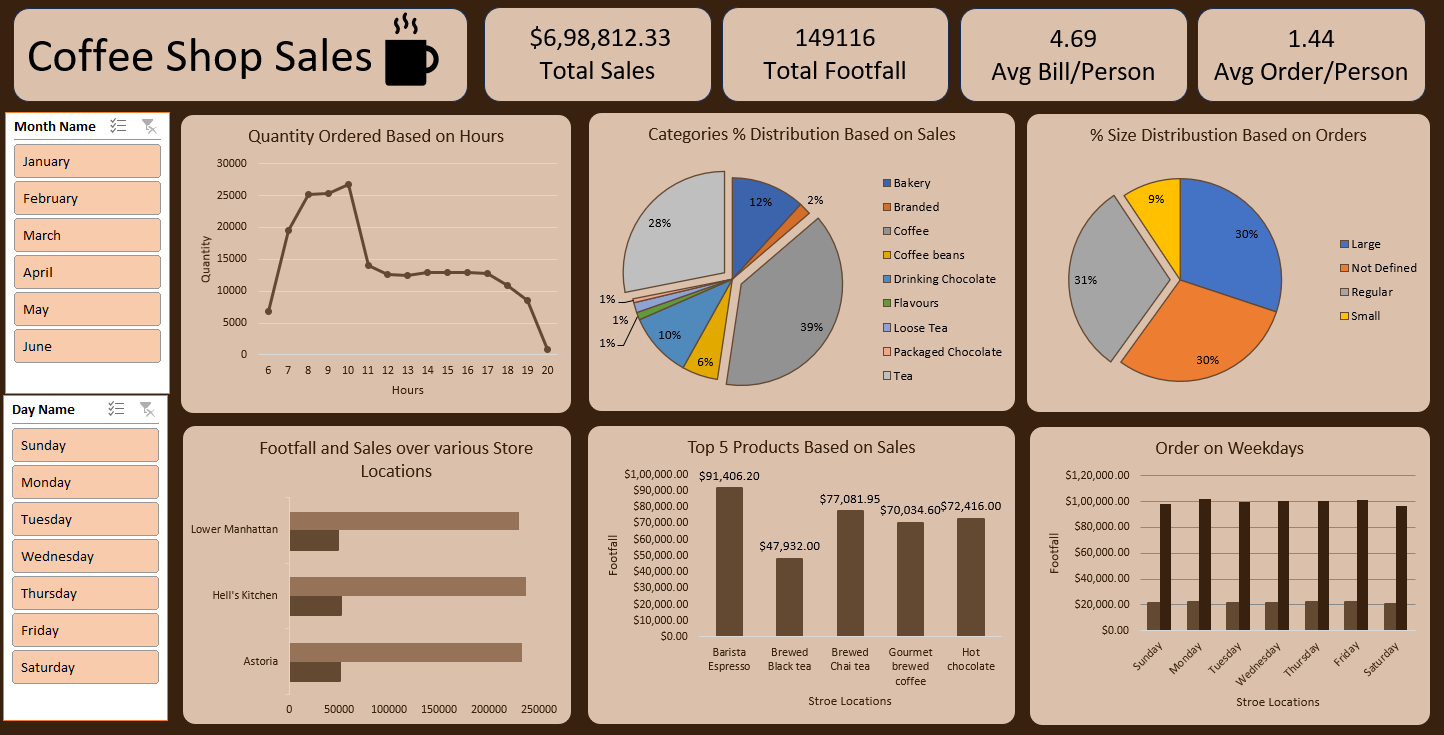 Coffee Shop Sales
$6,98,812.33
Total Sales
149116
Total Footfall
4.69
Avg Bill/Person
1.44
Avg Order/Person
Month Name
January
February
March
April
May
June
Day Name
Sunday
Monday
Tuesday
Wednesday
Thursday
Friday
Saturday
Quantity Ordered Based on Hours
30000
25000
20000
15000
10000
5000
0
Quantity
6 7 8 9 10 11 12 13 14 15 16 17 18 19 20
Hours
Categories % Distribution Based on Sales
12%
2%
39%
6%
10%
1%
1%
1%
28%
Bakery
Branded
Coffee
Coffee beans
Drinking Chocolate
Flavours
Loose Tea
Packaged Chocolate
Tea
% Size Distribustion Based on Orders
30%
30%
31%
9%
Large
Not Defined
Regular
Small
Footfall and Sales over various Store
Locations
Lower Manhattan
Hell's Kitchen
Astoria
0 50000 100000 150000 200000 250000
Top 5 Products Based on Sales
$1,00,000.00
$90,000.00
$80,000.00
$70,000.00
$60,000.00
$50,000.00
$40,000.00
$30,000.00
$20,000.00
$10,000.00
$0.00
Footfall
$91,406.20
$47,932.00
$77,081.95
$70,034.60
$72,416.00
Barista
Espresso
Brewed
Black tea
Brewed
Chai tea
Gourmet
brewed
coffee
Hot
chocolate
Stroe Locations
Order on Weekdays
$1,20,000.00
$1,00,000.00
$80,000.00
$60,000.00
$40,000.00
$20,000.00
$0.00
Footfall
Sunday
Monday
Tuesday
Wednesday
Thursday
Friday
Saturday
Stroe Locations